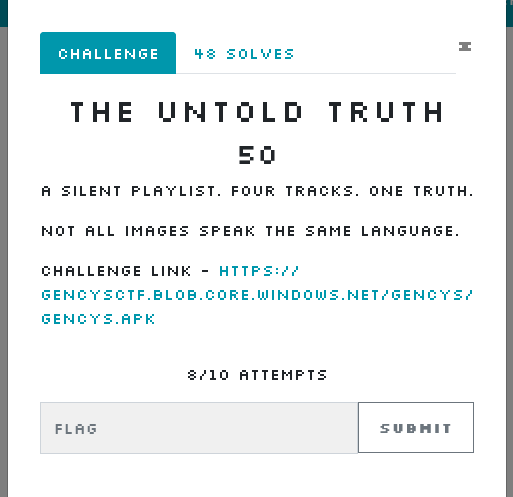 CHALLENGE 48 SOLVES
THE UNTOLD TRUTH
50
A SILENT PLAYLIST. FOUR TRACKS. ONE TRUTH.
NOT ALL IMAGES SPEAK THE SAME LANGUAGE.
CHALLENGE LINK - HTTPS://
GENCYSCTF.BLOB.CORE.WINDOWS.NET/GENCYS/
GENCYS.APK
8/10 ATTEMPTS
FLAG SUBMIT